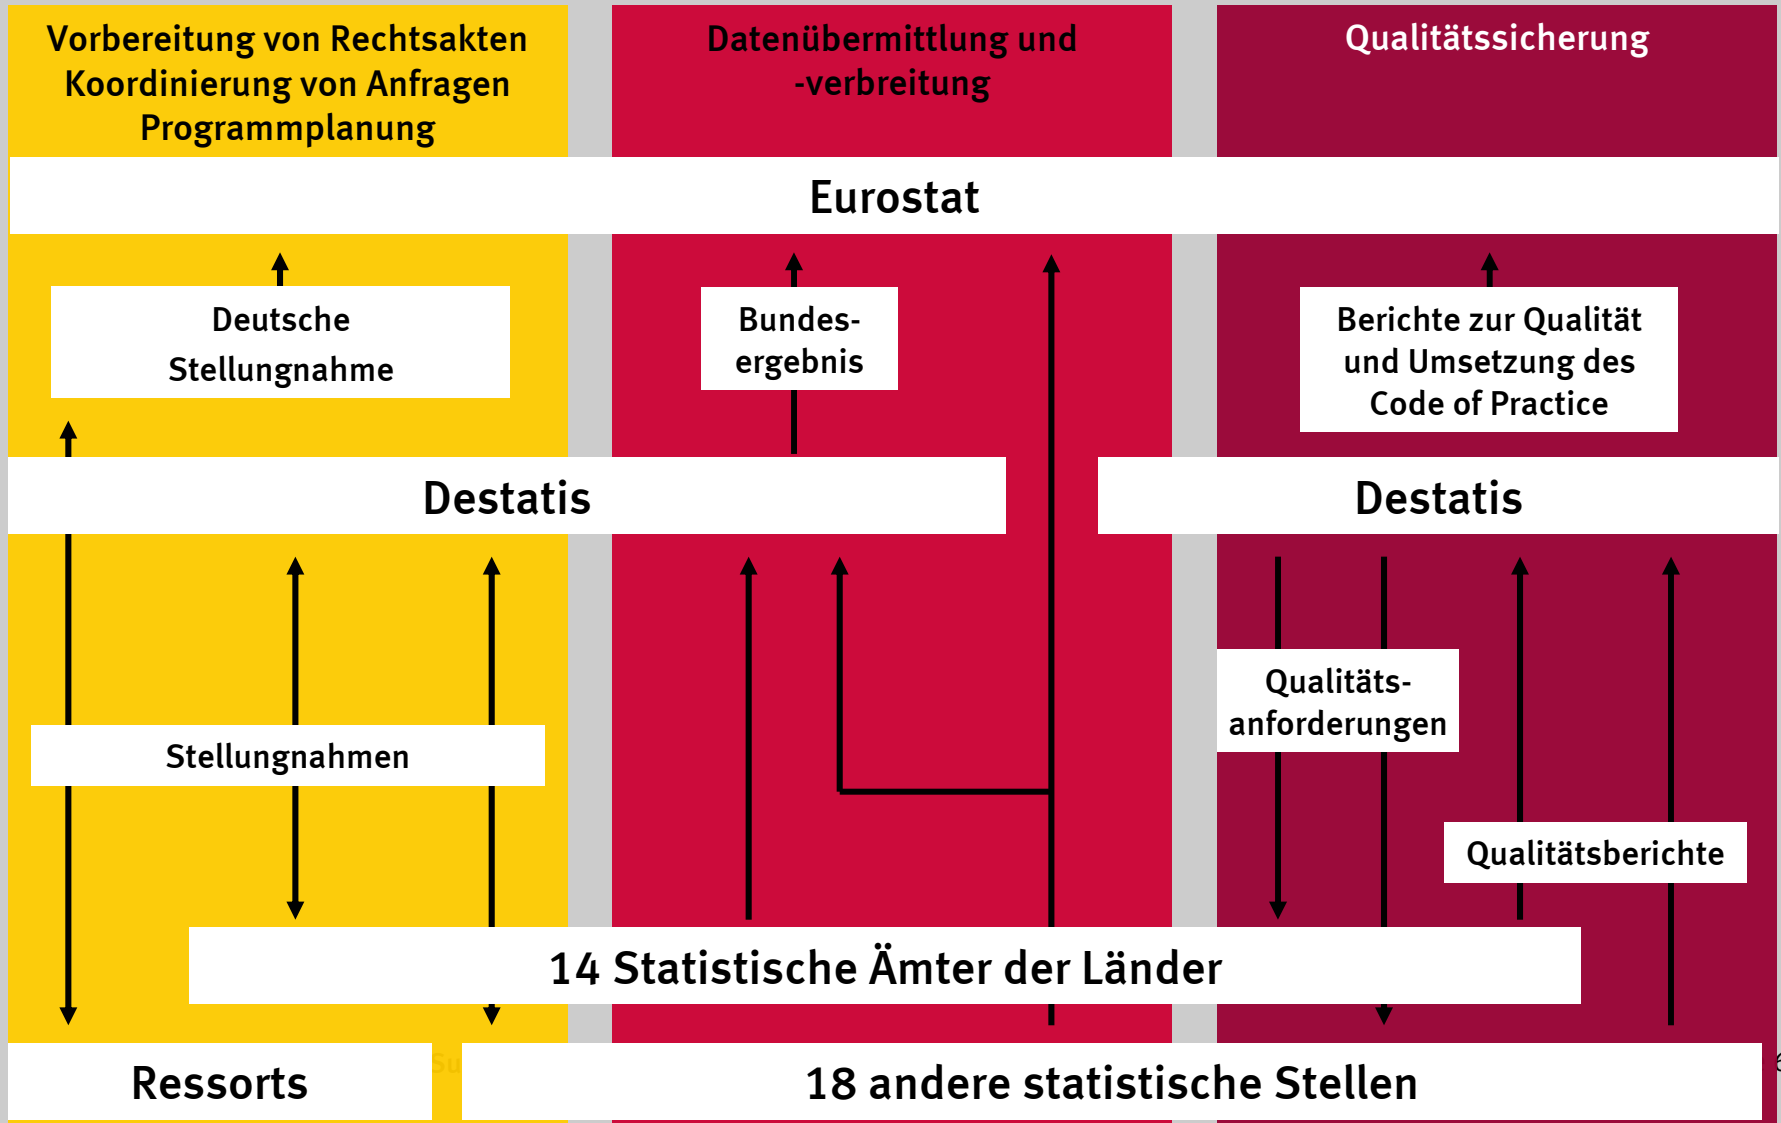 Vorbereitung von Rechtsakten
Koordinierung von Anfragen
Programmplanung
Datenübermittlung und
-verbreitung
Qualitätssicherung
Eurostat
Deutsche
Stellungnahme
Bundes-
ergebnis
Berichte zur Qualität
und Umsetzung des
Code of Practice
Destatis
Destatis
Qualitäts-
anforderungen
Stellungnahmen
Qualitätsberichte
14 Statistische Ämter der Länder
Ressorts
Su
18 andere statistische Stellen